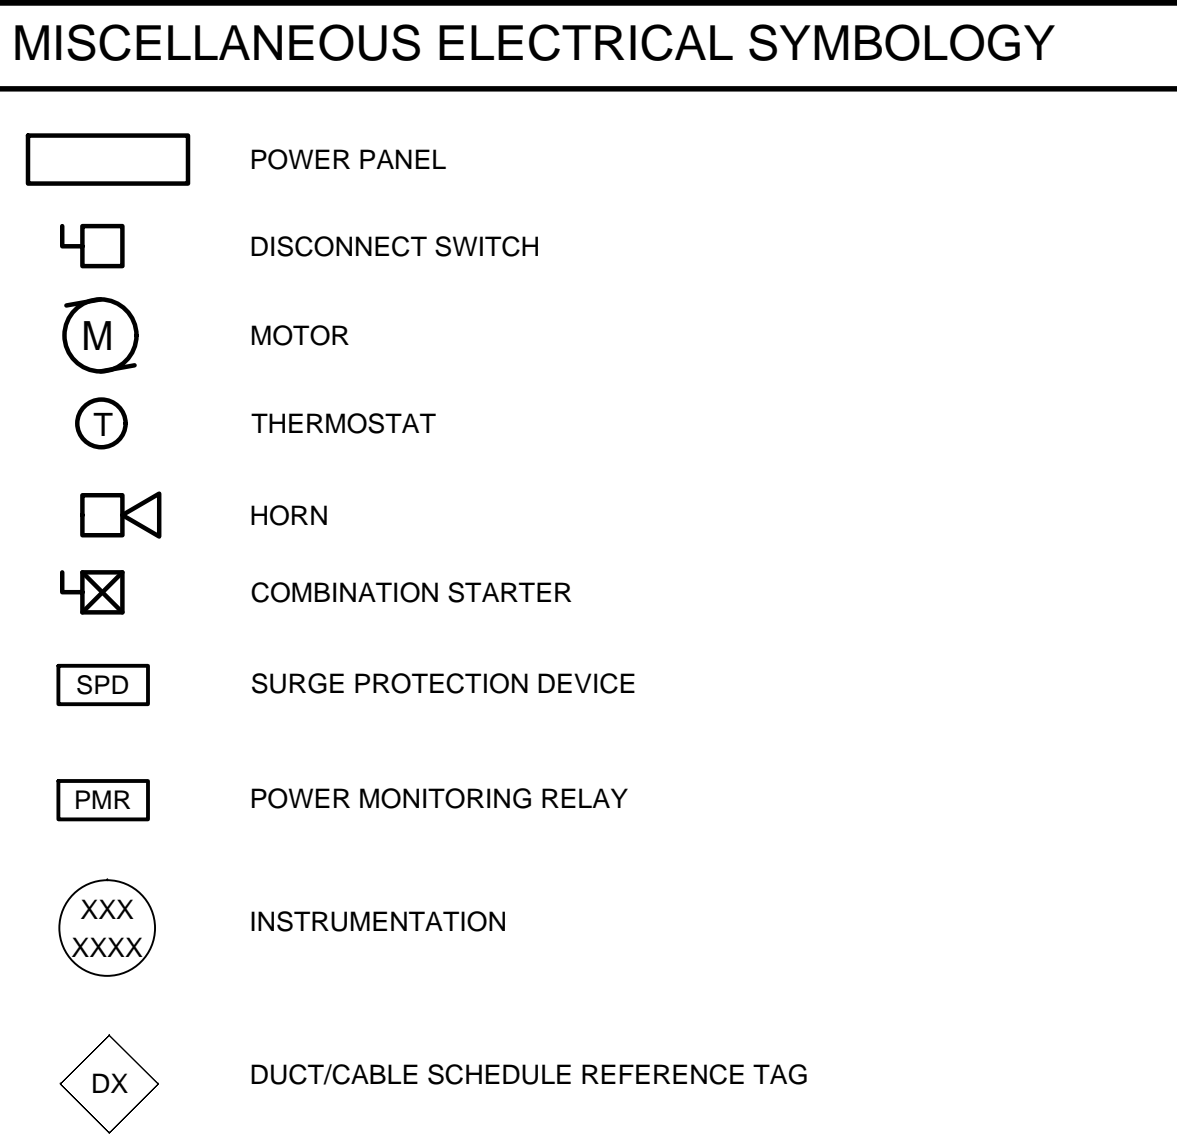 MISCELLANEOUS ELECTRICAL SYMBOLOGY
POWER PANEL
DISCONNECT SWITCH
M MOTOR
T THERMOSTAT
HORN
COMBINATION STARTER
SPD SURGE PROTECTION DEVICE
PMR POWER MONITORING RELAY
XXX
XXXX
INSTRUMENTATION
DX DUCT/CABLE SCHEDULE REFERENCE TAG